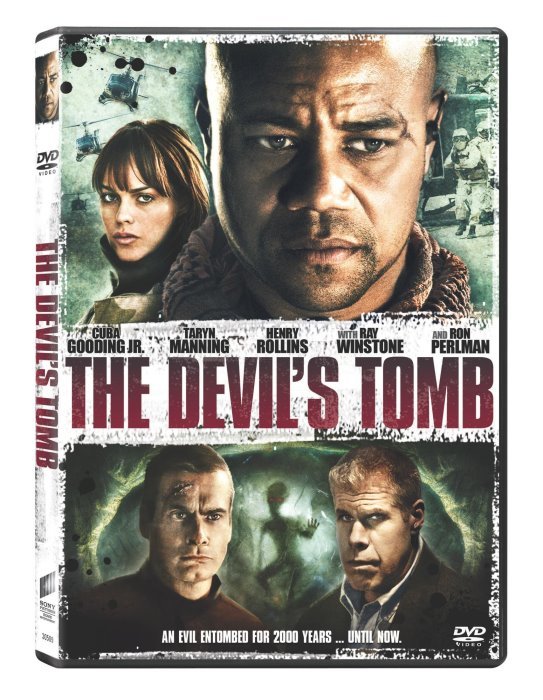 CUBA
GOODING JR.
TARYN
MANNING
HENRY
ROLLINS
WITH RAY
WINSTONE
AND RON
PERLMAN
THE DEVIL'S TOMB
AN EVIL ENTOMBED FOR 2000 YEARS ... UNTIL NOW.
DVD
VIDEO
DVD
VIDEO
THE DEVIL'S TOMB
SONY